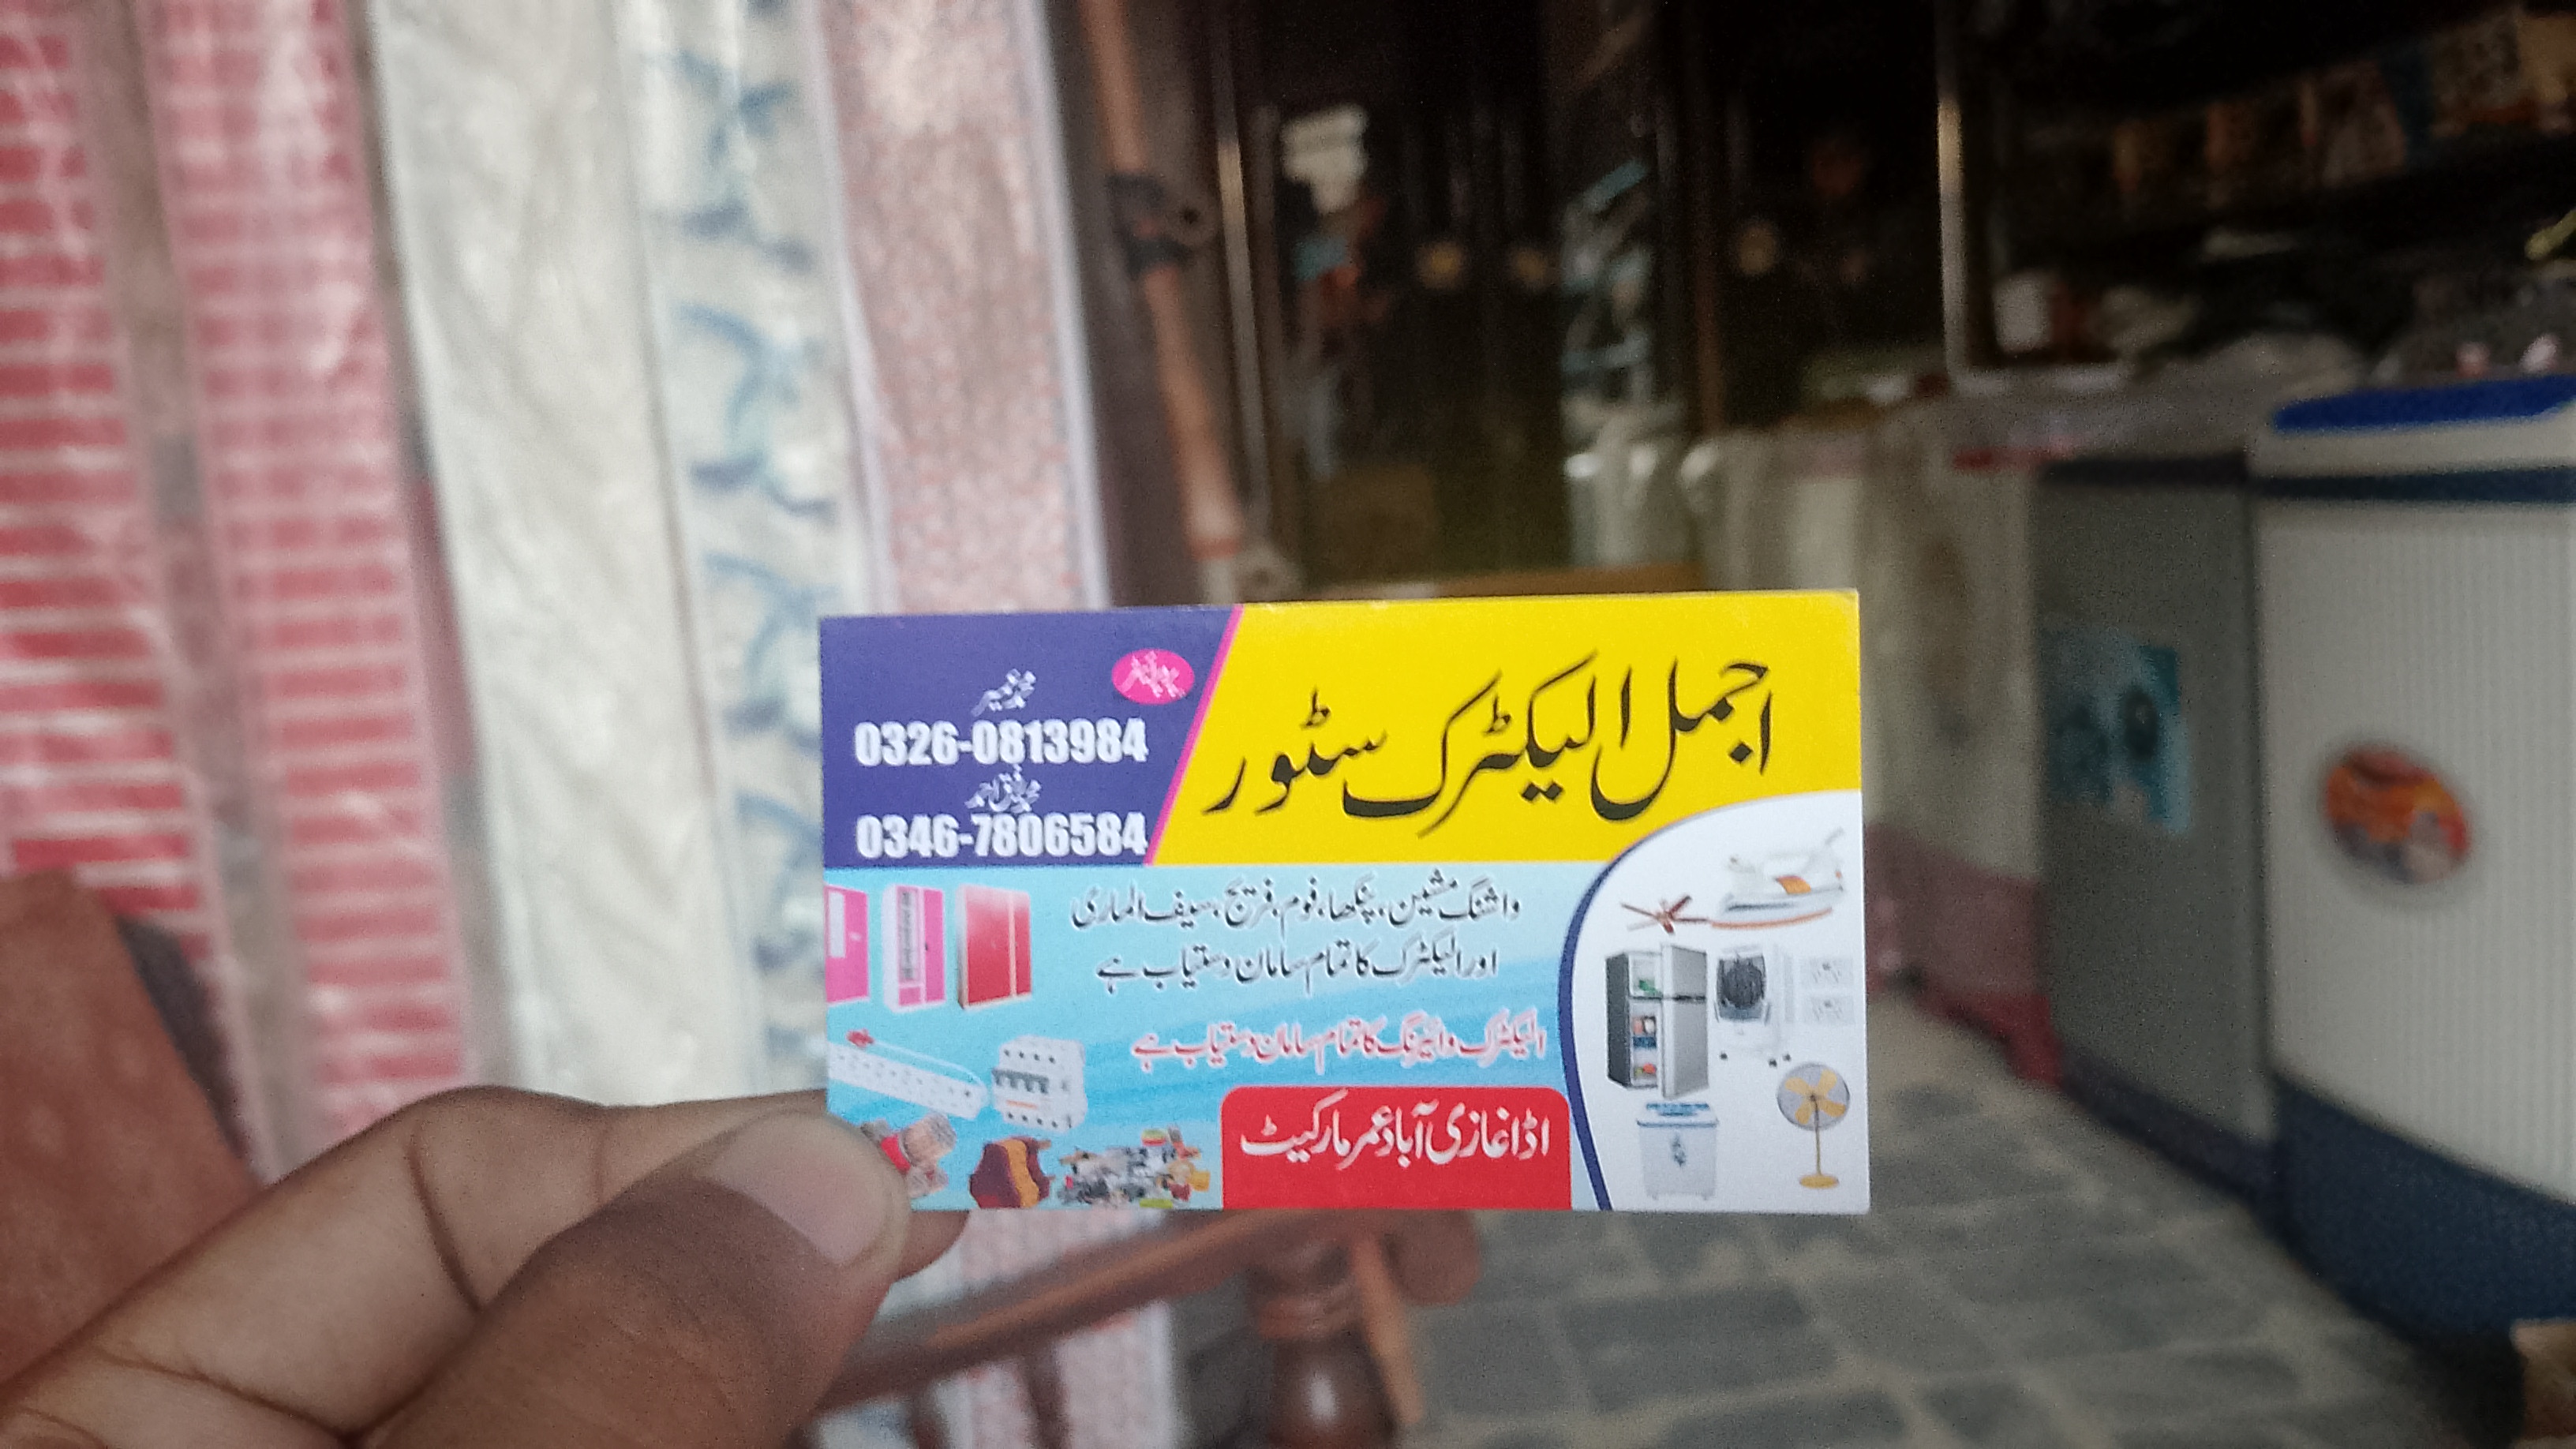 اجمل الیکٹرک سٹور
0326-0813984
0346-7806584
واشنگ مشین، پنکھا، فوم، فریج، سیف الماری
اور الیکٹرک کا تمام سامان دستیاب ہے
الیکٹرک وائیرنگ کا تمام سامان دستیاب ہے
اڈا غازی آباد عمر مارکیٹ